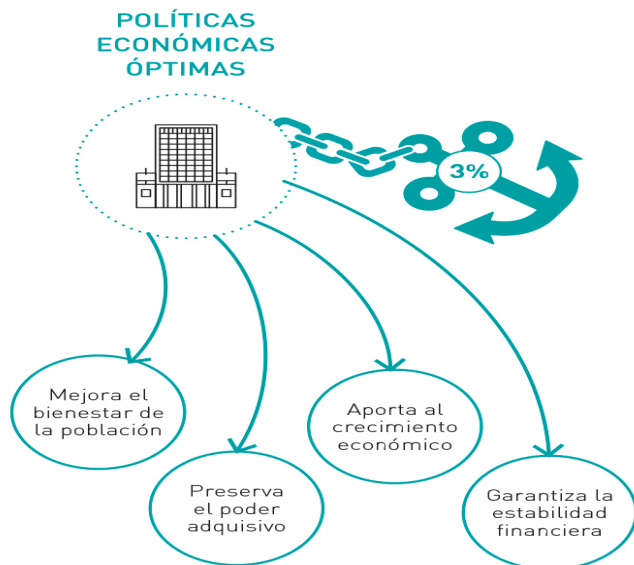 POLÍTICAS
ECONÓMICAS
ÓPTIMAS
3%
Mejora el
bienestar de
la población
Preserva
el poder
adquisivo
Aporta al
crecimiento
económico
Garantiza la
estabilidad
financiera